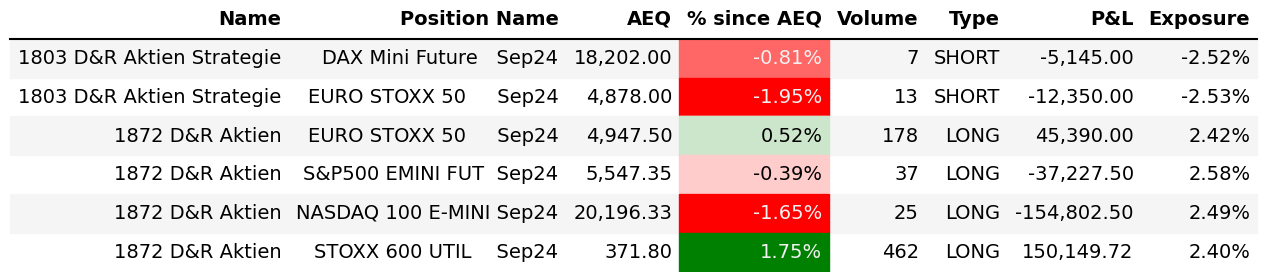 Name Position Name AEQ % since AEQ Volume Type P&L Exposure
1803 D&R Aktien Strategie DAX Mini Future Sep24 18,202.00 -0.81% 7 SHORT -5,145.00 -2.52%
1803 D&R Aktien Strategie EURO STOXX 50 Sep24 4,878.00 -1.95% 13 SHORT -12,350.00 -2.53%
1872 D&R Aktien EURO STOXX 50 Sep24 4,947.50 0.52% 178 LONG 45,390.00 2.42%
1872 D&R Aktien S&P500 EMINI FUT Sep24 5,547.35 -0.39% 37 LONG -37,227.50 2.58%
1872 D&R Aktien NASDAQ 100 E-MINI Sep24 20,196.33 -1.65% 25 LONG -154,802.50 2.49%
1872 D&R Aktien STOXX 600 UTIL Sep24 371.80 1.75% 462 LONG 150,149.72 2.40%